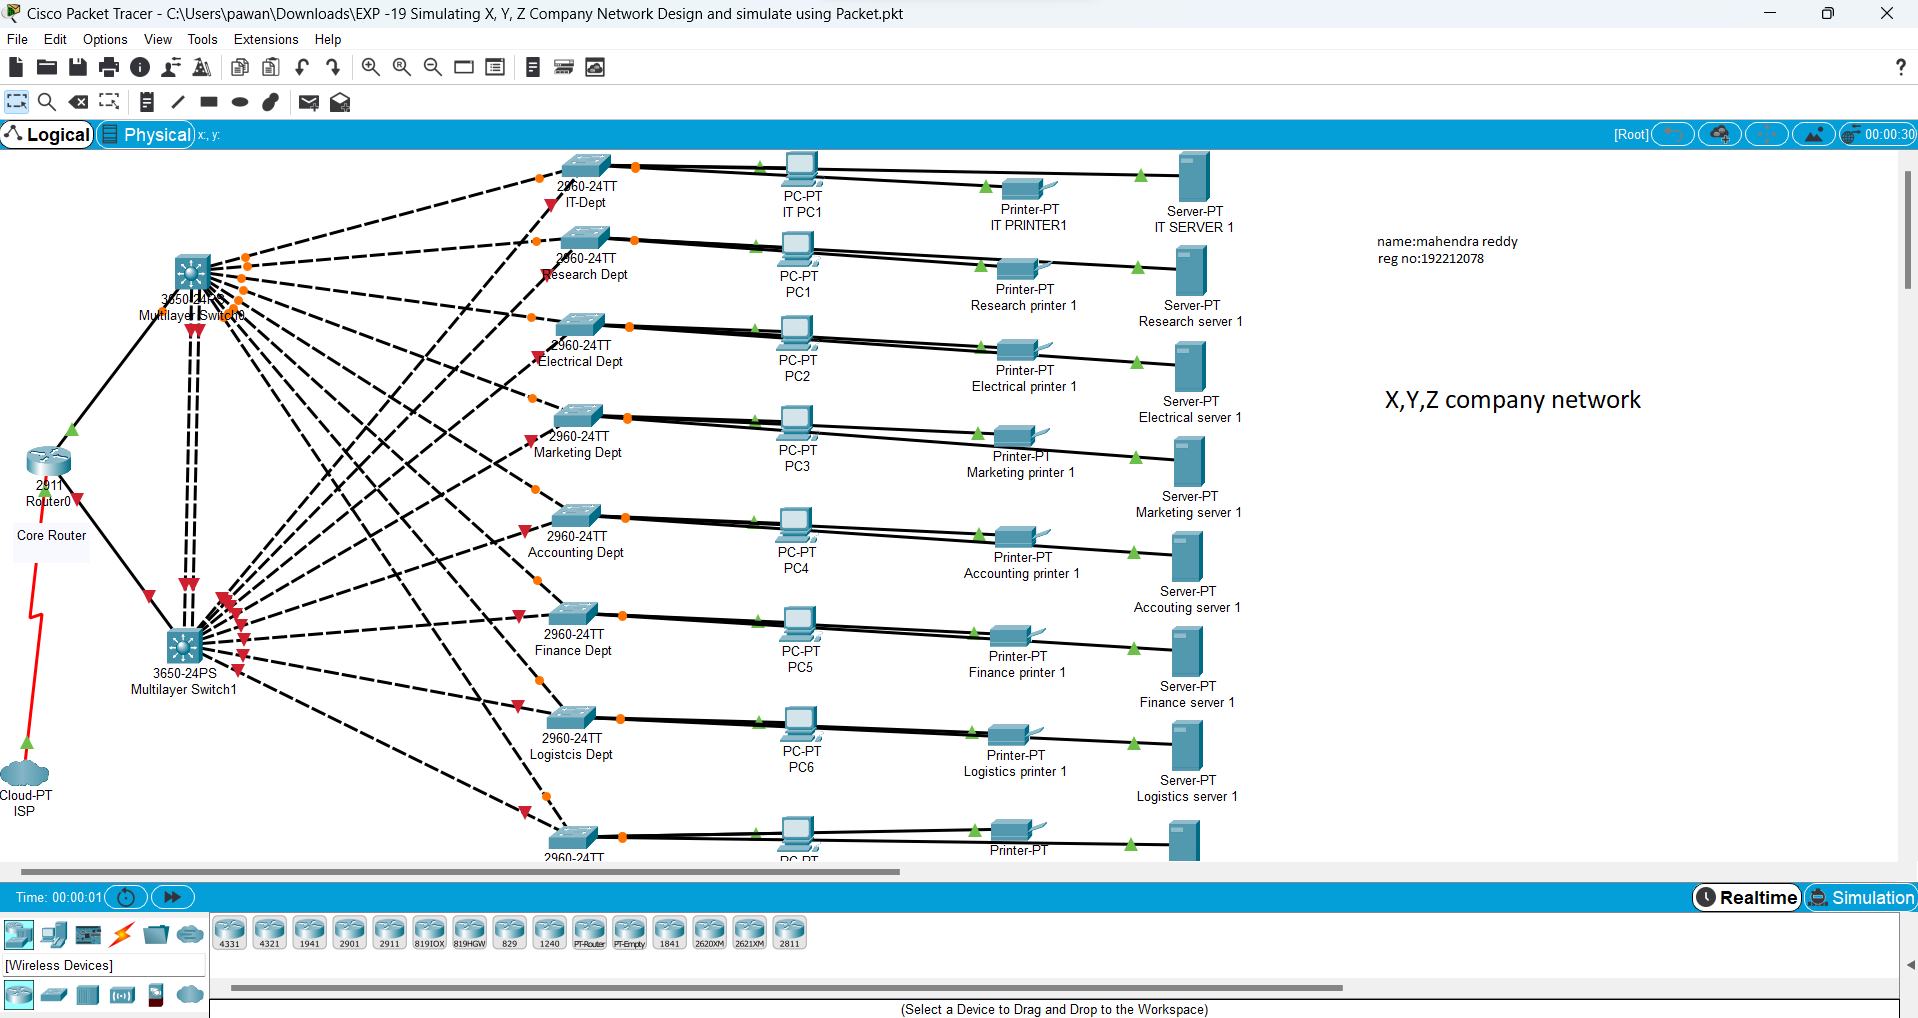 Cisco Packet Tracer - C:\Users\pawan\Downloads\EXP -19 Simulating X, Y, Z Company Network Design and simulate using Packet.pkt
File Edit Options View Tools Extensions Help
?
Logical Physical x:, y: [Root] 00:00:30
2960-24TT
IT-Dept
PC-PT
IT PC1
Printer-PT
IT PRINTER1
Server-PT
IT SERVER 1
name:mahendra reddy
reg no:192212078
2960-24TT
Research Dept
PC-PT
PC1
Printer-PT
Research printer 1
Server-PT
Research server 1
3650-24PS
Multilayer Switch0
2960-24TT
Electrical Dept
PC-PT
PC2
Printer-PT
Electrical printer 1
Server-PT
Electrical server 1
X,Y,Z company network
2960-24TT
Marketing Dept
PC-PT
PC3
Printer-PT
Marketing printer 1
Server-PT
Marketing server 1
2911
Router0
Core Router
2960-24TT
Accounting Dept
PC-PT
PC4
Printer-PT
Accounting printer 1
Server-PT
Accouting server 1
3650-24PS
Multilayer Switch1
2960-24TT
Finance Dept
PC-PT
PC5
Printer-PT
Finance printer 1
Server-PT
Finance server 1
2960-24TT
Logistcis Dept
PC-PT
PC6
Printer-PT
Logistics printer 1
Server-PT
Logistics server 1
Cloud-PT
ISP
2960-24TT
PC-PT
Printer-PT
Time: 00:00:01 Realtime Simulation
4331 4321 1941 2901 2911 819IOX 819HGW 829 1240 PT-Router PT-Empty 1841 2620XM 2621XM 2811
[Wireless Devices]
(Select a Device to Drag and Drop to the Workspace)